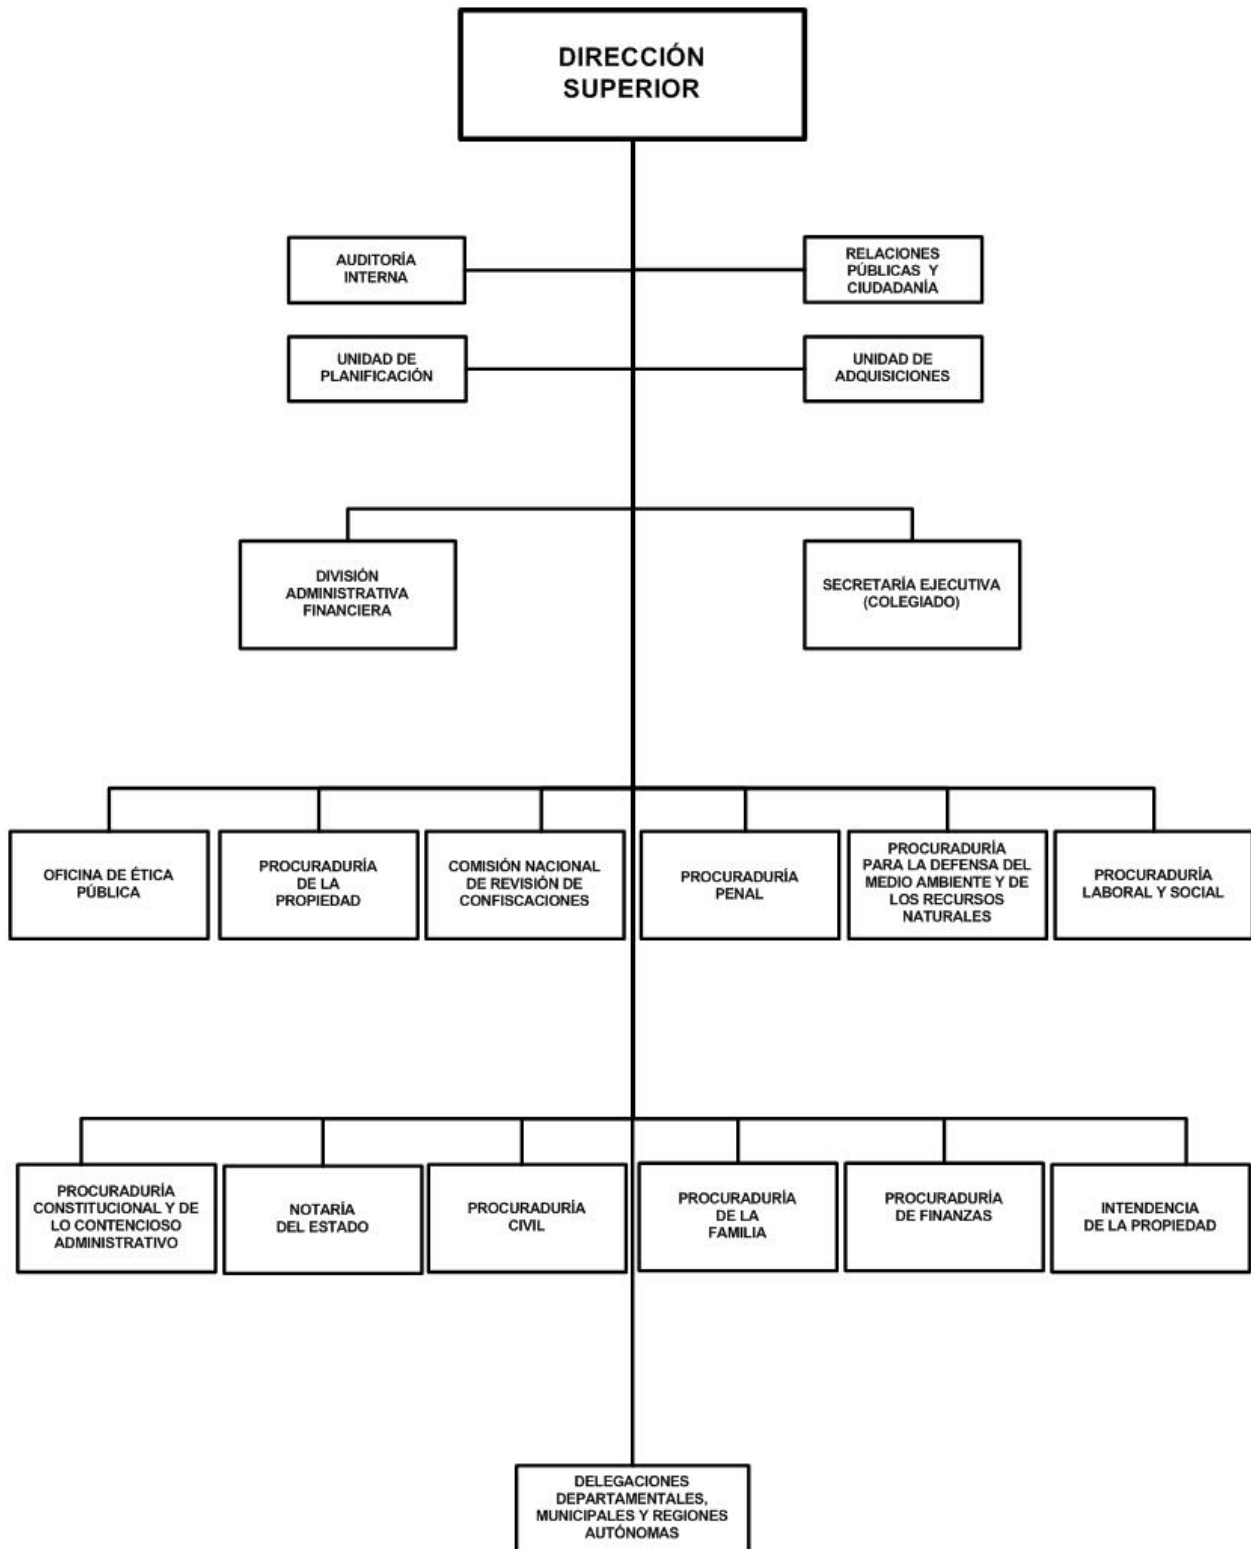 DIRECCIÓN
SUPERIOR
AUDITORÍA
INTERNA
RELACIONES
PÚBLICAS Y
CIUDADANÍA
UNIDAD DE
PLANIFICACIÓN
UNIDAD DE
ADQUISICIONES
DIVISIÓN
ADMINISTRATIVA
FINANCIERA
SECRETARÍA EJECUTIVA
(COLEGIADO)
OFICINA DE ÉTICA
PÚBLICA
PROCURADURÍA
DE LA
PROPIEDAD
COMISIÓN NACIONAL
DE REVISIÓN DE
CONFISCACIONES
PROCURADURÍA
PENAL
PROCURADURÍA
PARA LA DEFENSA DEL
MEDIO AMBIENTE Y DE
LOS RECURSOS
NATURALES
PROCURADURÍA
LABORAL Y SOCIAL
PROCURADURÍA
CONSTITUCIONAL Y DE
LO CONTENCIOSO
ADMINISTRATIVO
NOTARÍA
DEL ESTADO
PROCURADURÍA
CIVIL
PROCURADURÍA
DE LA
FAMILIA
PROCURADURÍA
DE FINANZAS
INTENDENCIA
DE LA PROPIEDAD
DELEGACIONES
DEPARTAMENTALES,
MUNICIPALES Y REGIONES
AUTÓNOMAS